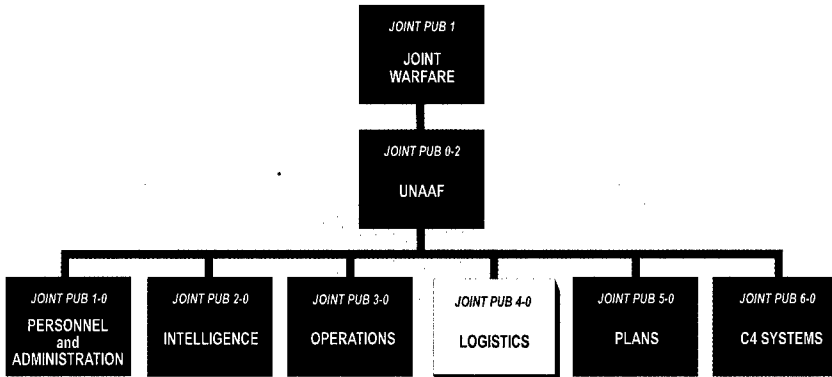 JOINT PUB 1
JOINT
WARFARE
JOINT PUB 0-2
UNAAF
JOINT PUB 1-0
PERSONNEL
and
ADMINISTRATION
JOINT PUB 2-0
INTELLIGENCE
JOINT PUB 3-0
OPERATIONS
JOINT PUB 4-0
LOGISTICS
JOINT PUB 5-0
PLANS
JOINT PUB 6-0
C4 SYSTEMS